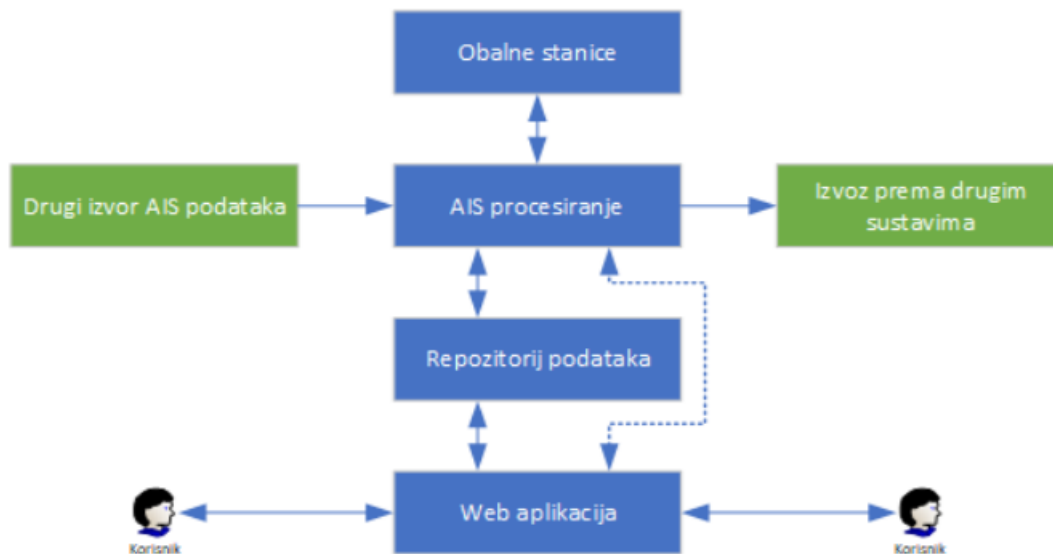 Obalne stanice
Drugi izvor AIS podataka
AIS procesiranje
Izvoz prema drugim
sustavima
Repozitorij podataka
Web aplikacija
Korisnik
Korisnik